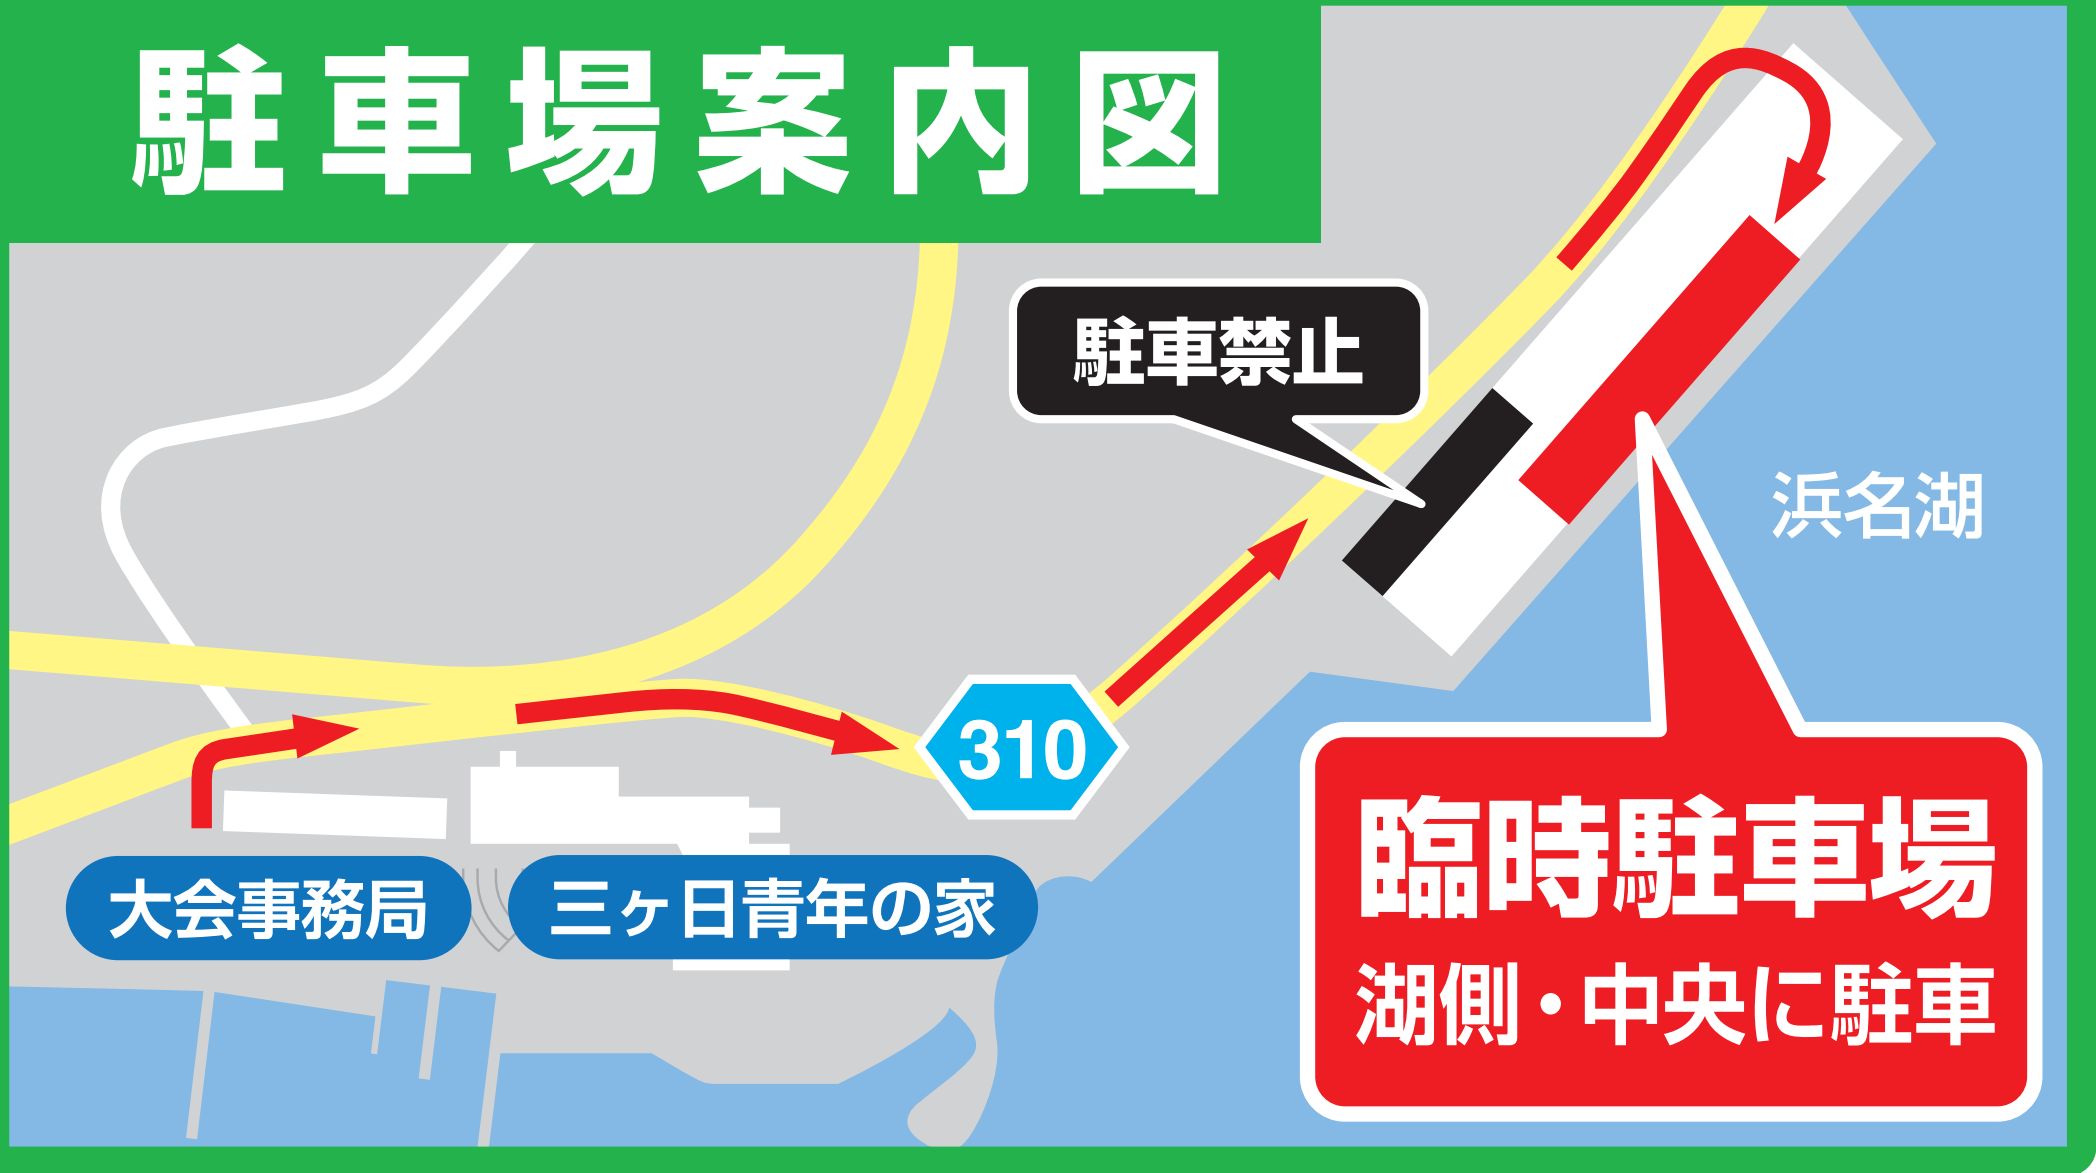 駐車場案内図
駐車禁止
浜名湖
310
大会事務局
三ヶ日青年の家
臨時駐車場
湖側・中央に駐車